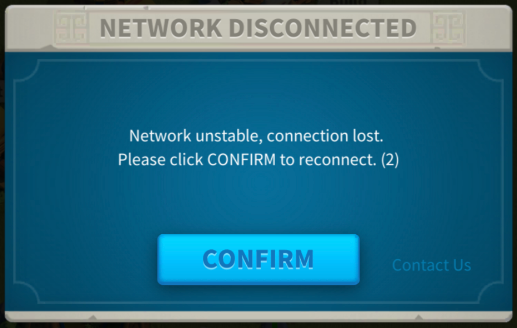 NETWORK DISCONNECTED
Network unstable, connection lost.
Please click CONFIRM to reconnect. (2)
CONFIRM
Contact Us